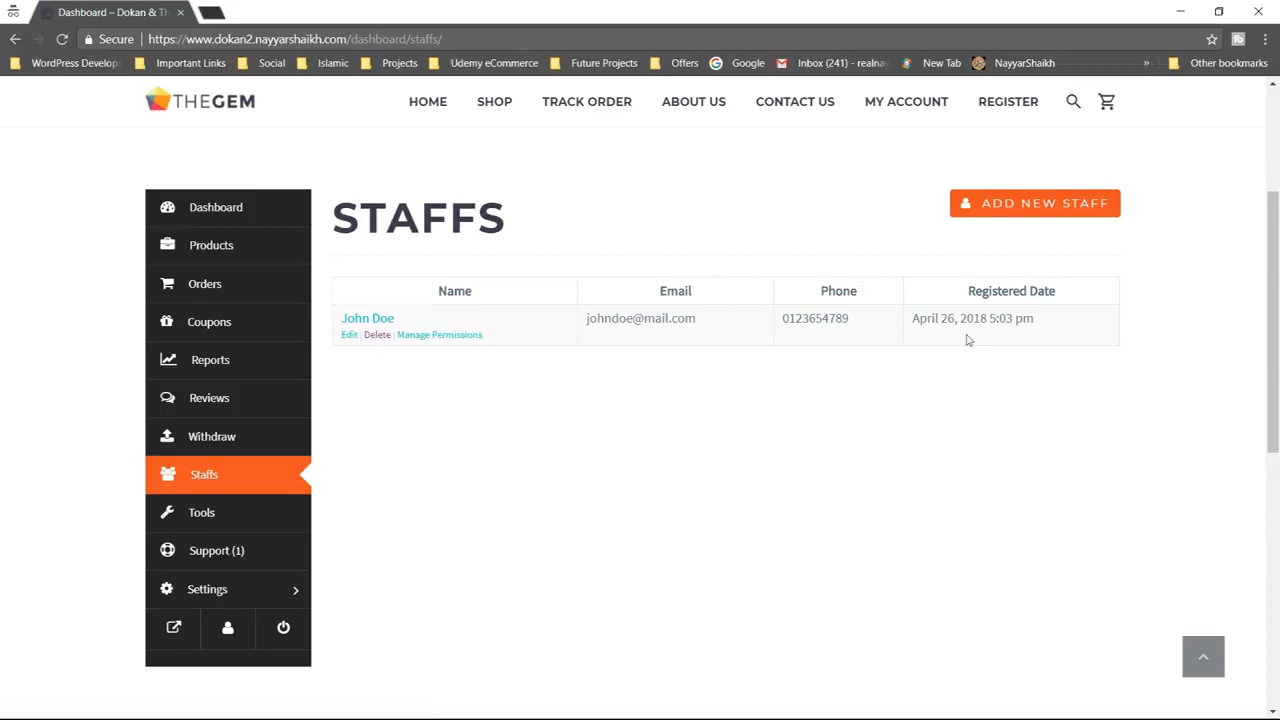 Dashboard – Dokan & Th
Secure https://www.dokan2.nayyarshaikh.com/dashboard/staffs/
WordPress Develop Important Links Social Islamic Projects Udemy eCommerce Future Projects Offers Google Inbox (241) - realna New Tab NayyarShaikh » Other bookmarks
THEGEM HOME SHOP TRACK ORDER ABOUT US CONTACT US MY ACCOUNT REGISTER
Dashboard
Products
Orders
Coupons
Reports
Reviews
Withdraw
Staffs
Tools
Support (1)
Settings
STAFFS
ADD NEW STAFF
Name Email Phone Registered Date
John Doe johndoe@mail.com 0123654789 April 26, 2018 5:03 pm
Edit | Delete | Manage Permissions